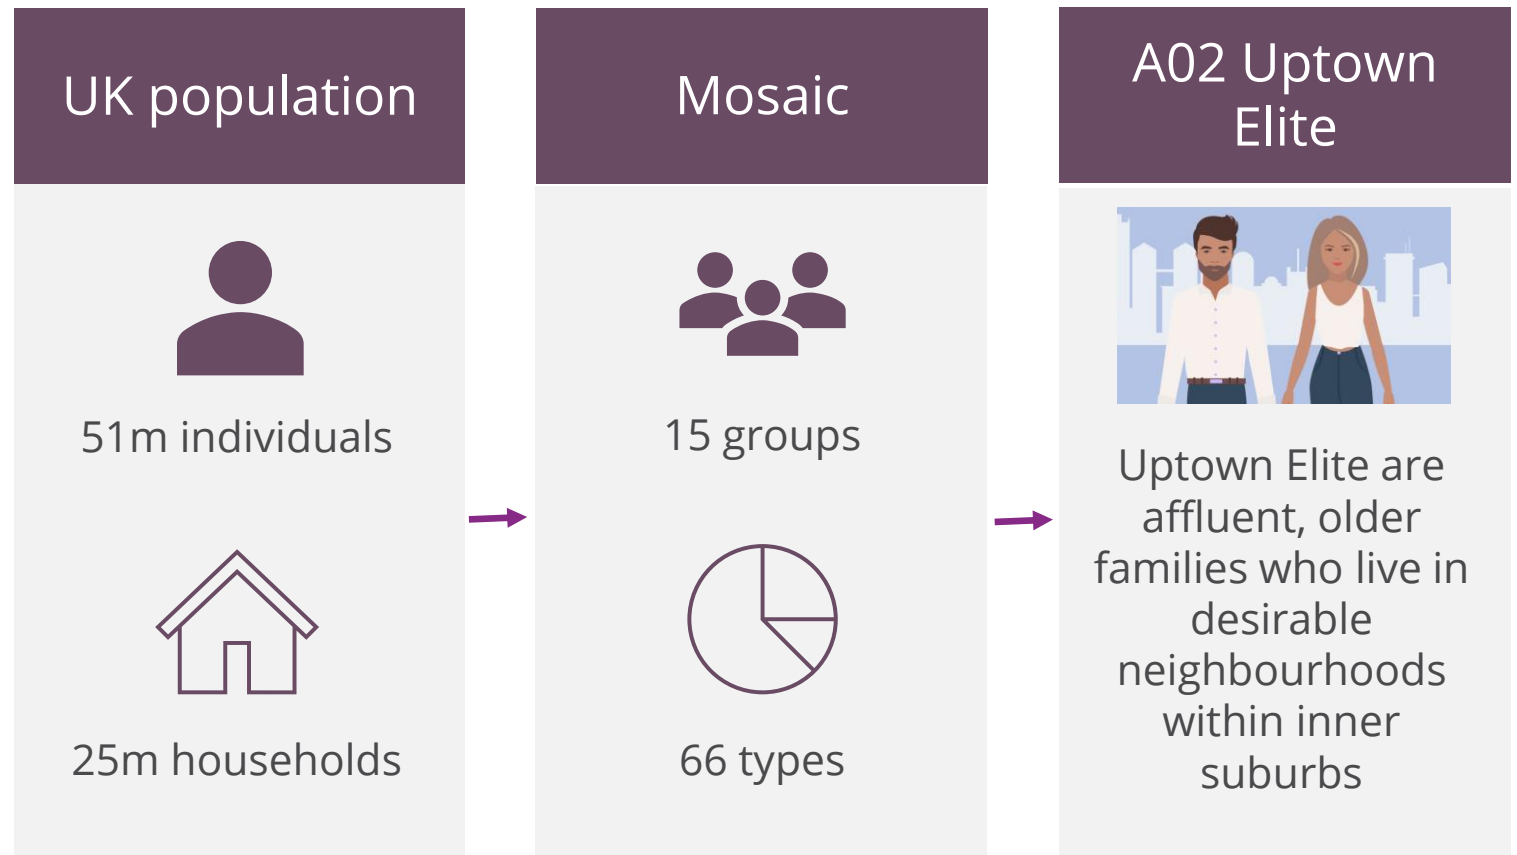 UK population
51m individuals
25m households
Mosaic
15 groups
66 types
A02 Uptown
Elite
Uptown Elite are
affluent, older
families who live in
desirable
neighbourhoods
within inner
suburbs